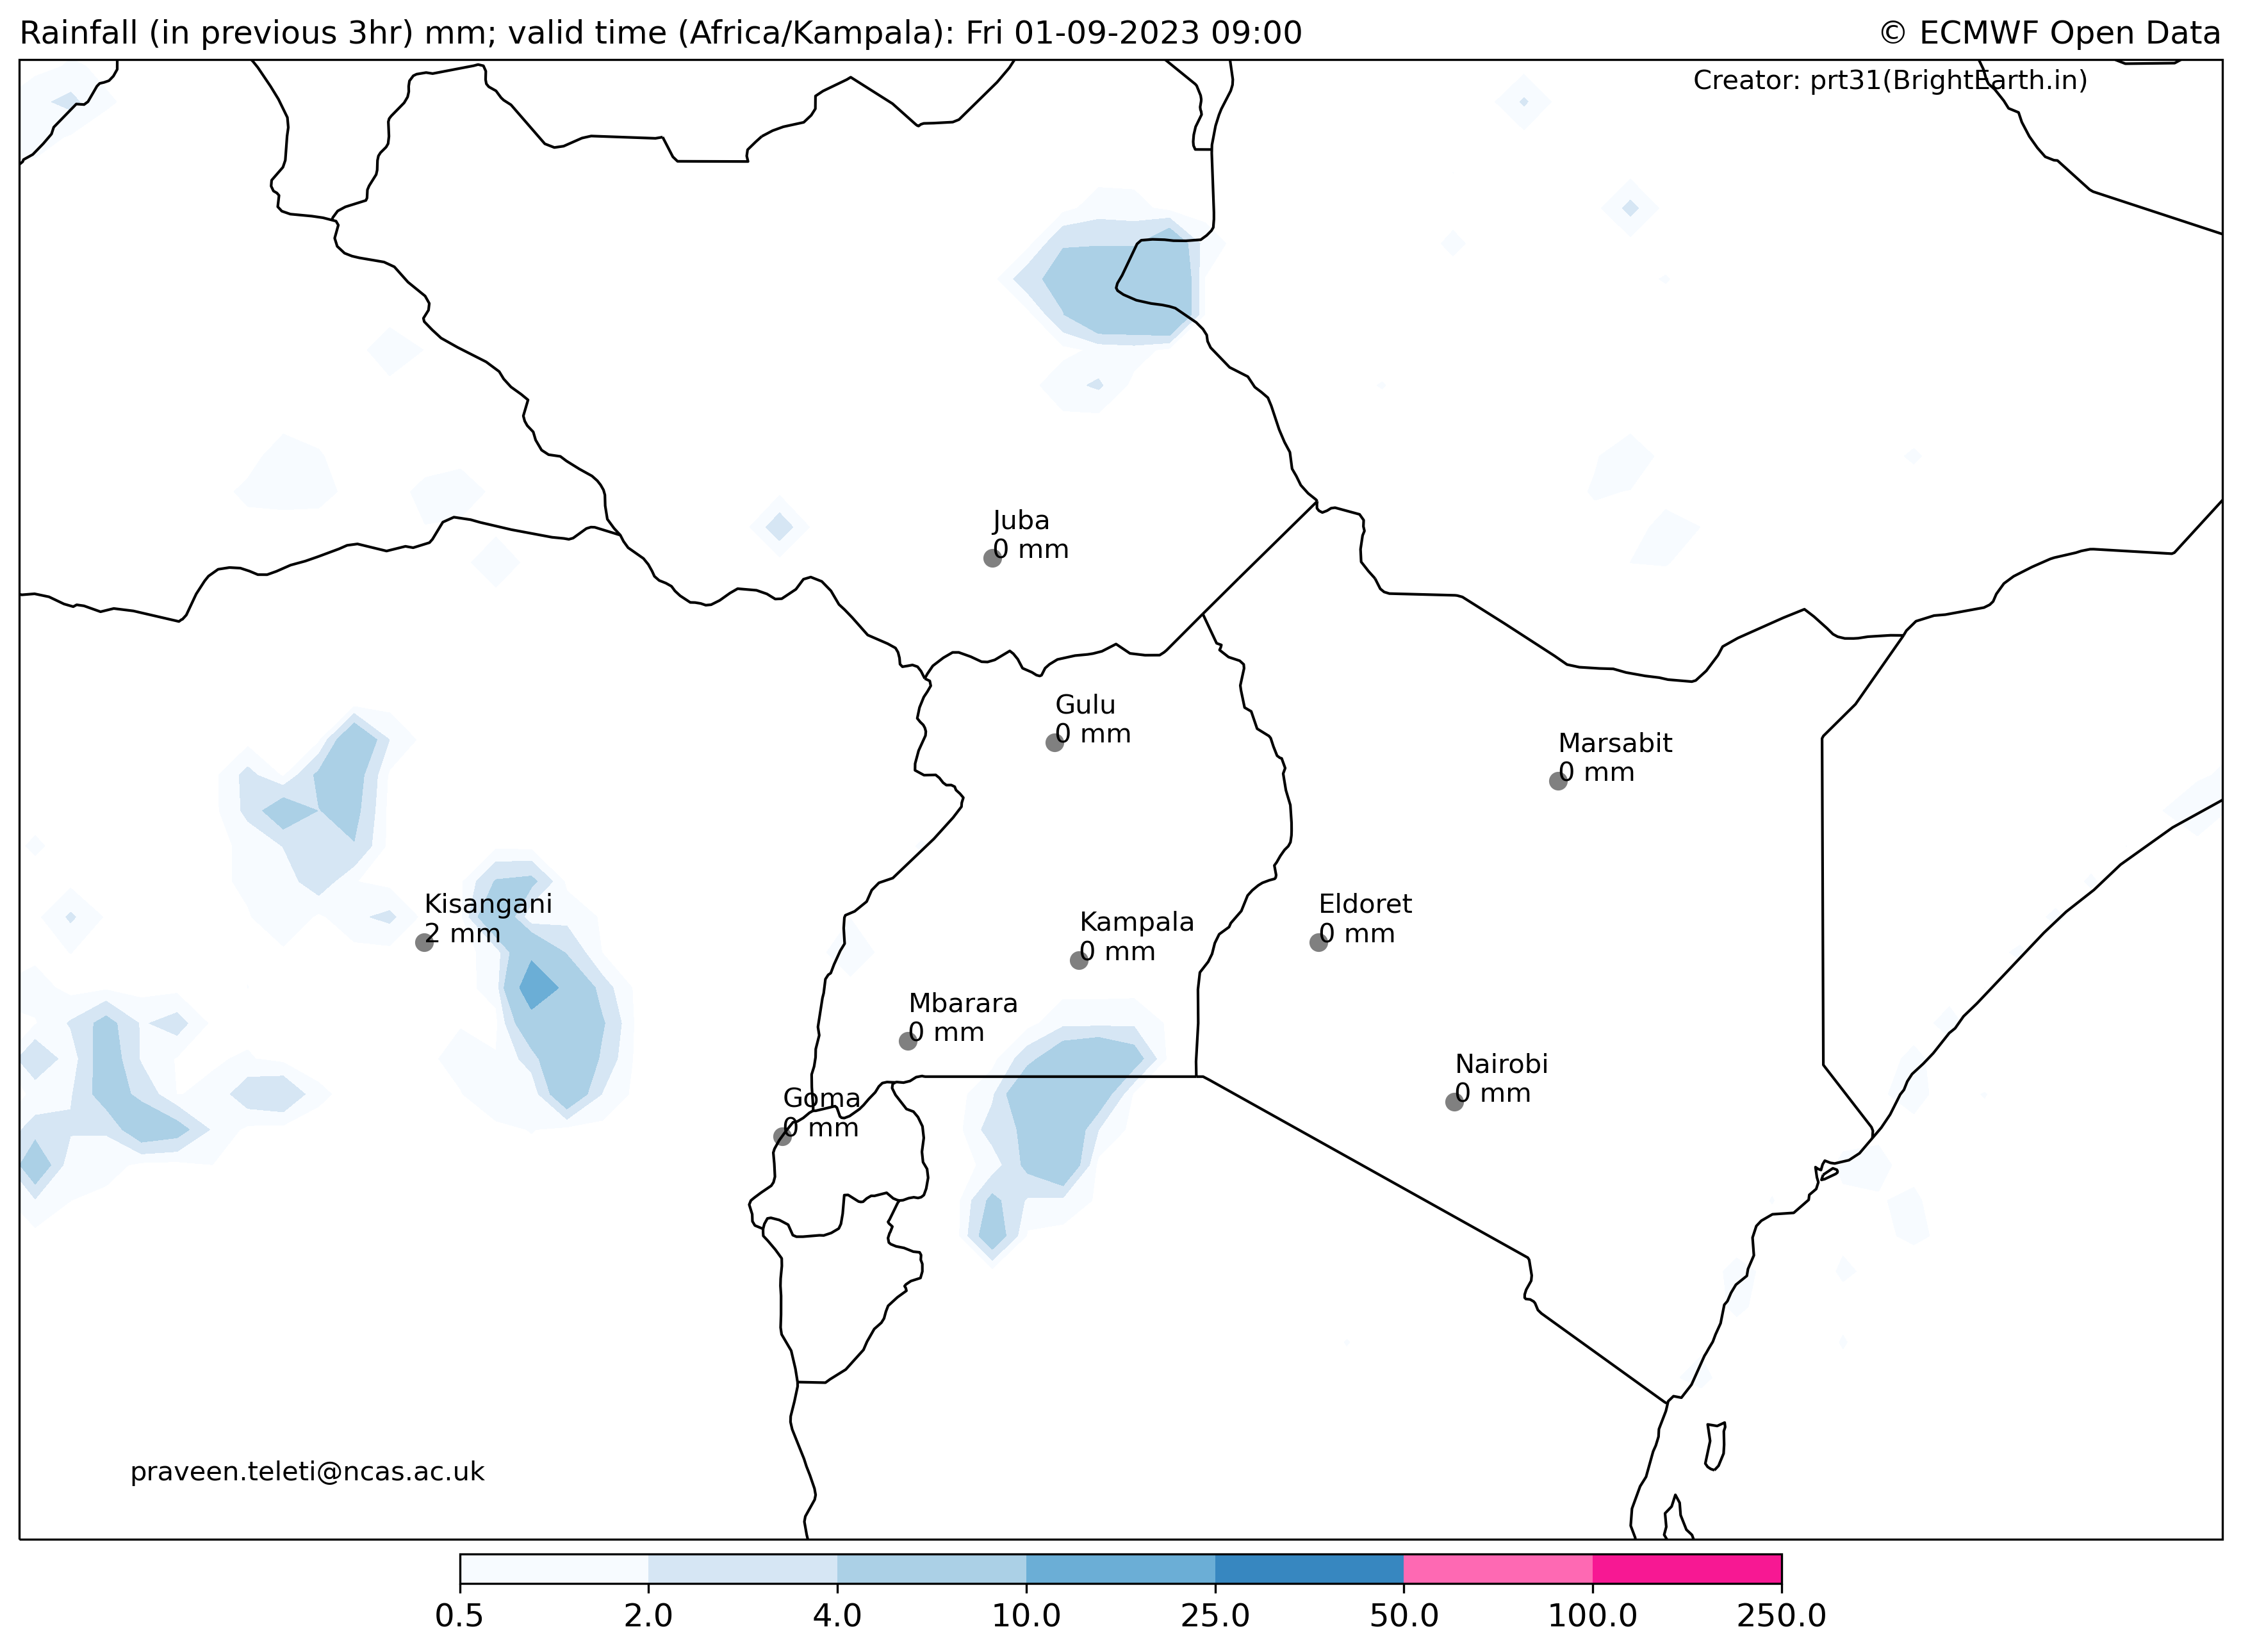 Rainfall (in previous 3hr) mm; valid time (Africa/Kampala): Fri 01-09-2023 09:00
© ECMWF Open Data
Creator: prt31(BrightEarth.in)
Juba
0 mm
Gulu
0 mm
Marsabit
0 mm
Kisangani
2 mm
Kampala
0 mm
Eldoret
0 mm
Mbarara
0 mm
Nairobi
0 mm
Goma
0 mm
praveen.teleti@ncas.ac.uk
0.5 2.0 4.0 10.0 25.0 50.0 100.0 250.0